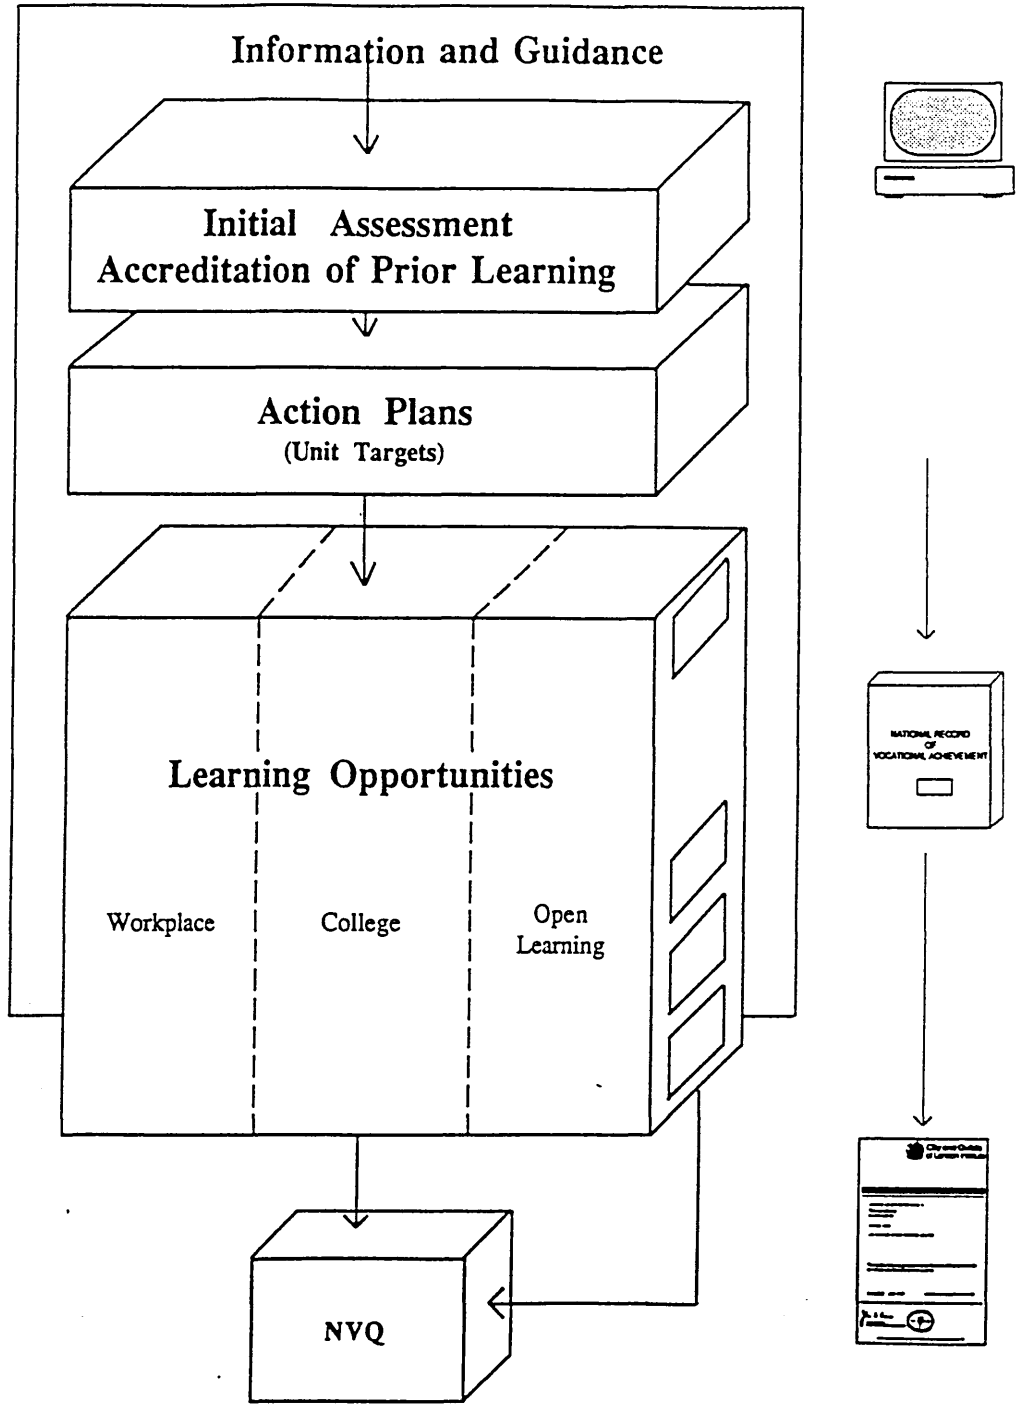 Information and Guidance
Initial Assessment
Accreditation of Prior Learning
Action Plans
(Unit Targets)
Learning Opportunities
Workplace
College
Open
Learning
NVQ
NATIONAL RECORD
OF
VOCATIONAL ACHIEVEMENT
City and Guilds
of London Institute